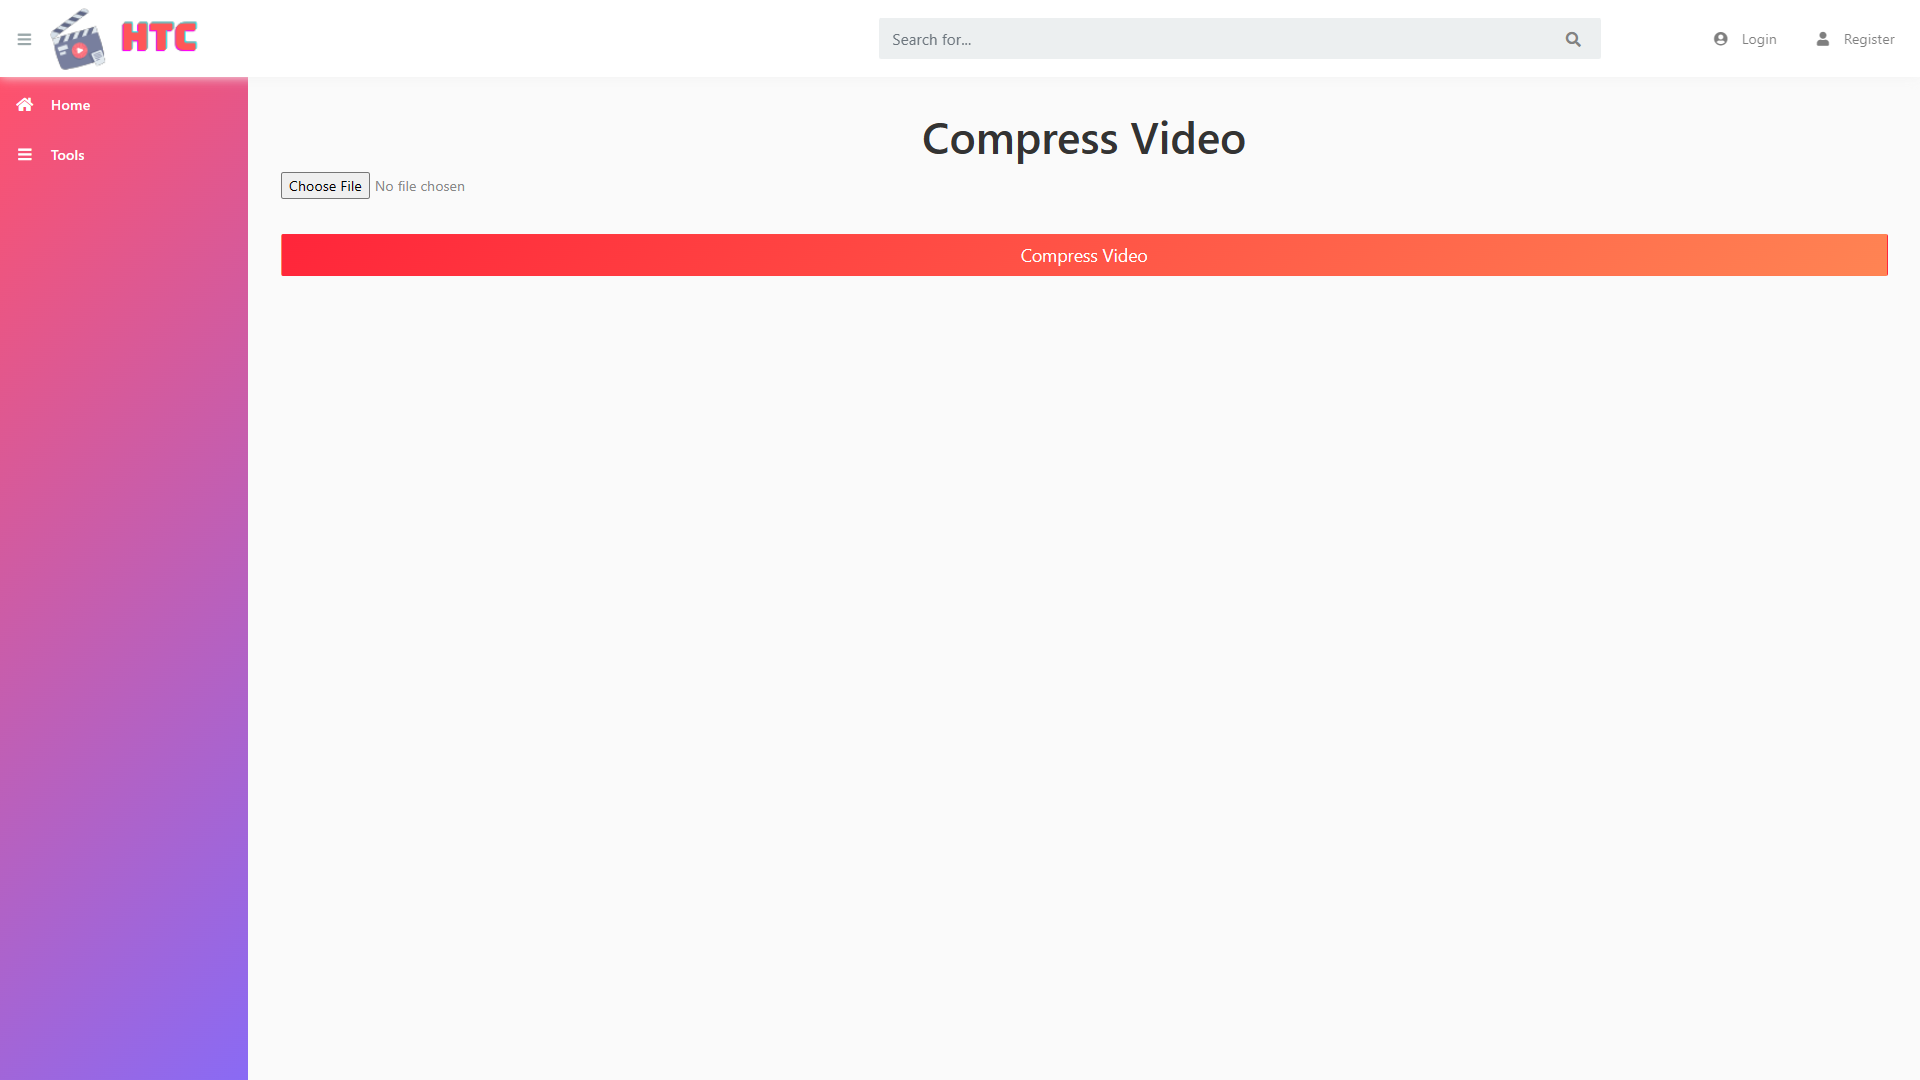 HTC
Search for...
Login
Register
Home
Tools
Compress Video
Choose File No file chosen
Compress Video